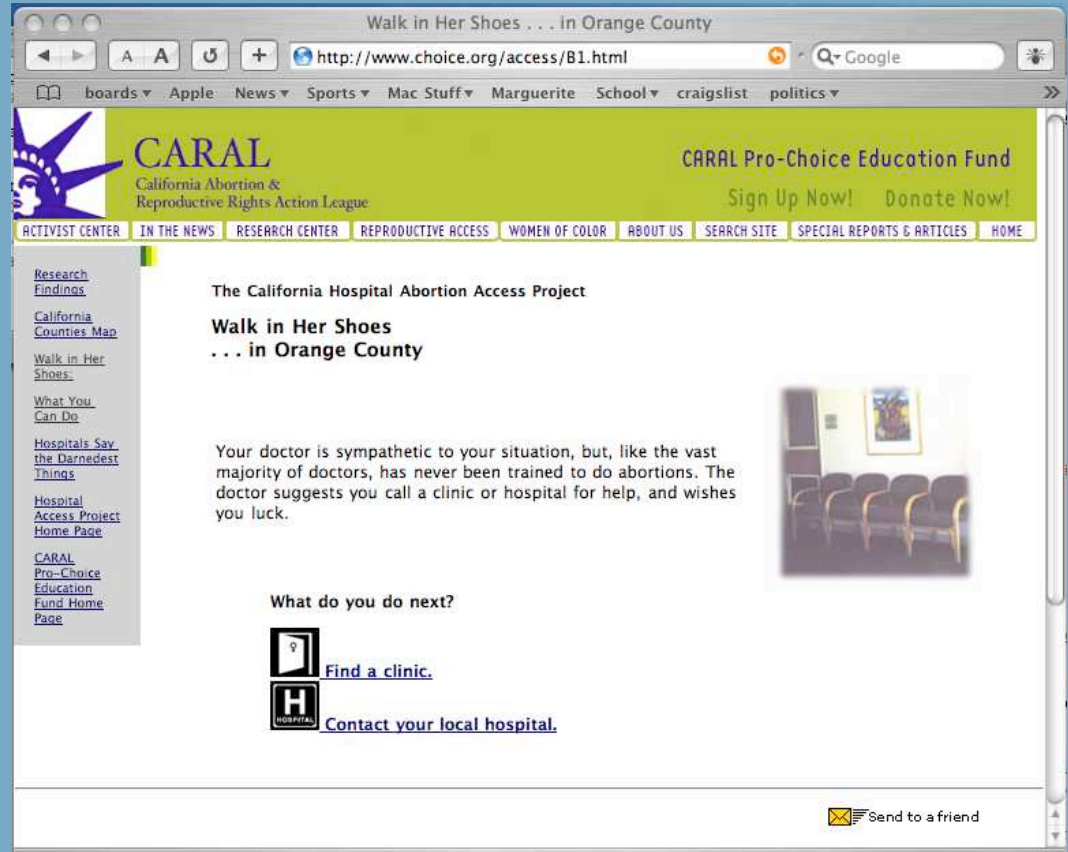 Walk in Her Shoes . . . in Orange County
A A + http://www.choice.org/access/B1.html Q Google
boards Apple News Sports Mac Stuff Marguerite School craigslist politics »
CARAL
California Abortion &
Reproductive Rights Action League
CARAL Pro-Choice Education Fund
Sign Up Now! Donate Now!
ACTIVIST CENTER IN THE NEWS RESEARCH CENTER REPRODUCTIVE ACCESS WOMEN OF COLOR ABOUT US SEARCH SITE SPECIAL REPORTS & ARTICLES HOME
Research
Findings
California
Counties Map
Walk in Her
Shoes:
What You
Can Do
Hospitals Say
the Darnedest
Things
Hospital
Access Project
Home Page
CARAL
Pro-Choice
Education
Fund Home
Page
The California Hospital Abortion Access Project
Walk in Her Shoes
. . . in Orange County
Your doctor is sympathetic to your situation, but, like the vast
majority of doctors, has never been trained to do abortions. The
doctor suggests you call a clinic or hospital for help, and wishes
you luck.
What do you do next?
Find a clinic.
H
HOSPITAL
Contact your local hospital.
Send to a friend